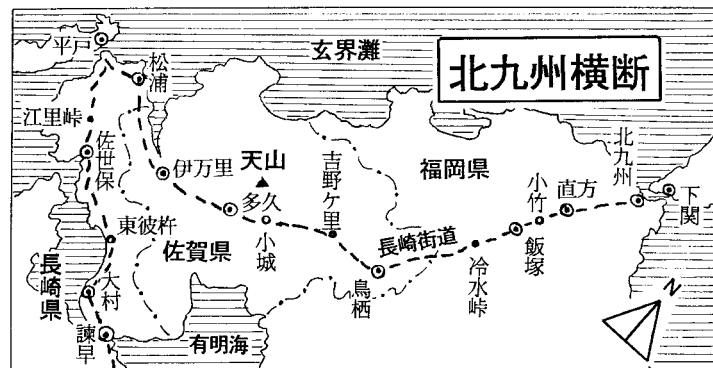 北九州横断
玄界灘
平戸
松浦
江里峠
佐世保
伊万里
天山
多久
小城
吉野ケ里
福岡県
北九州
下関
直方
小竹
飯塚
長崎街道
冷水峠
鳥栖
佐賀県
東彼杵
長崎県
大村
諫早
有明海
N